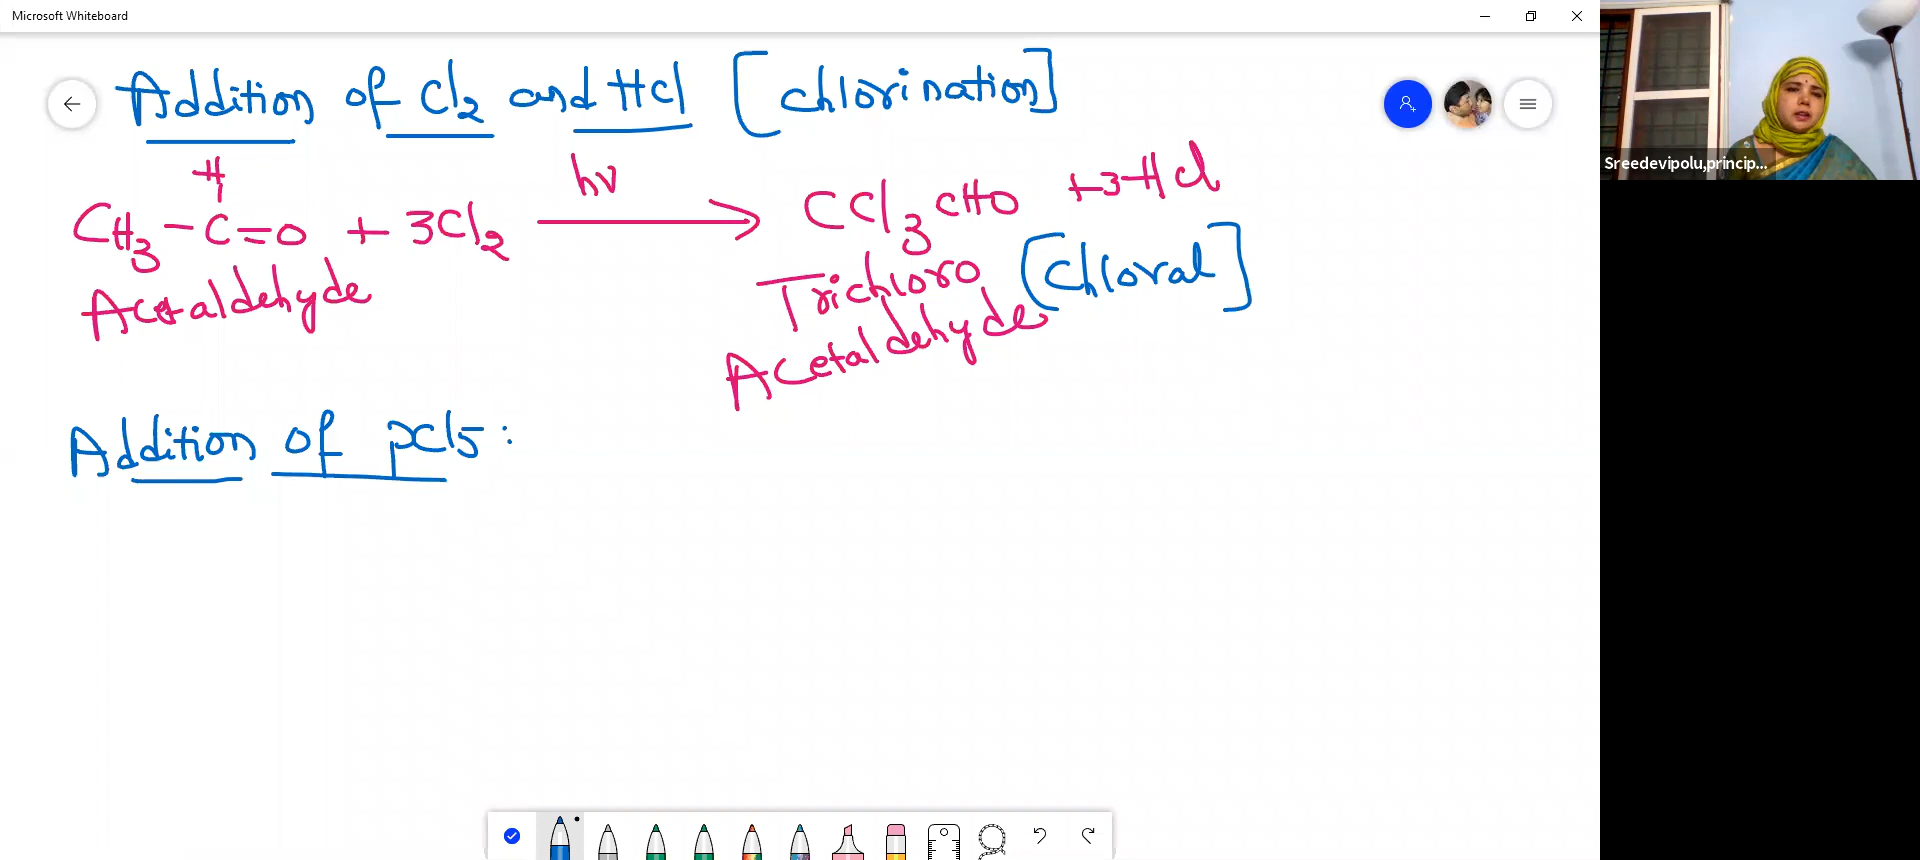 Microsoft Whiteboard
Addition of Cl2 and HCl [chlorination]
H
CH3-C=O + 3Cl2 hν CCl3CHO +3HCl
Acetaldehyde Trichloro [Chloral]
Acetaldehyde
Addition of pCl5:
Sreedevipolu,princip...